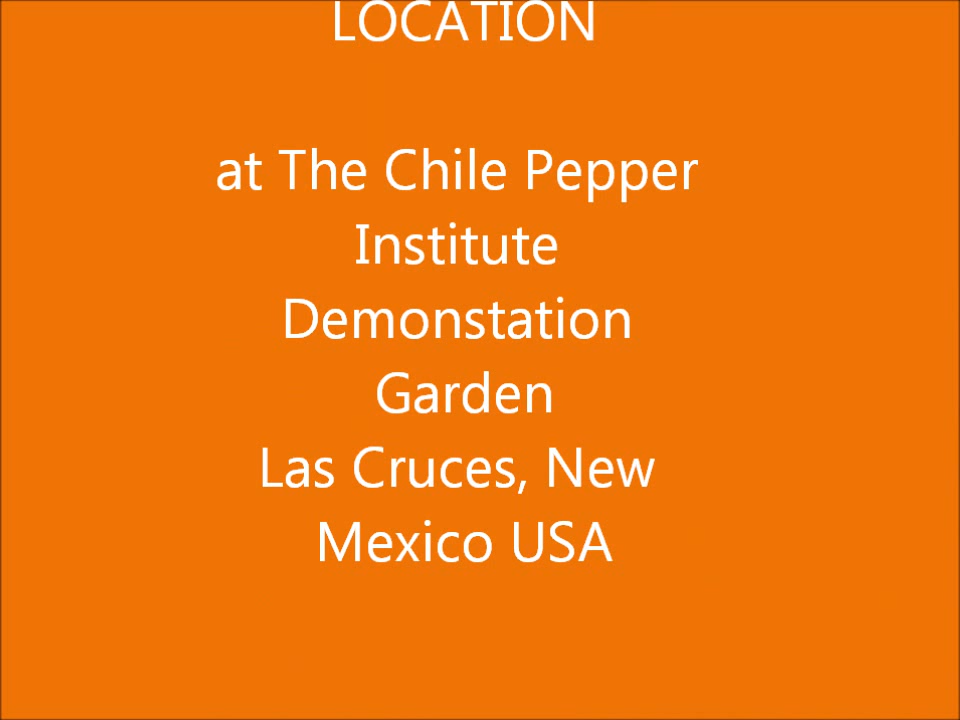 LOCATION
at The Chile Pepper
Institute
Demonstation
Garden
Las Cruces, New
Mexico USA